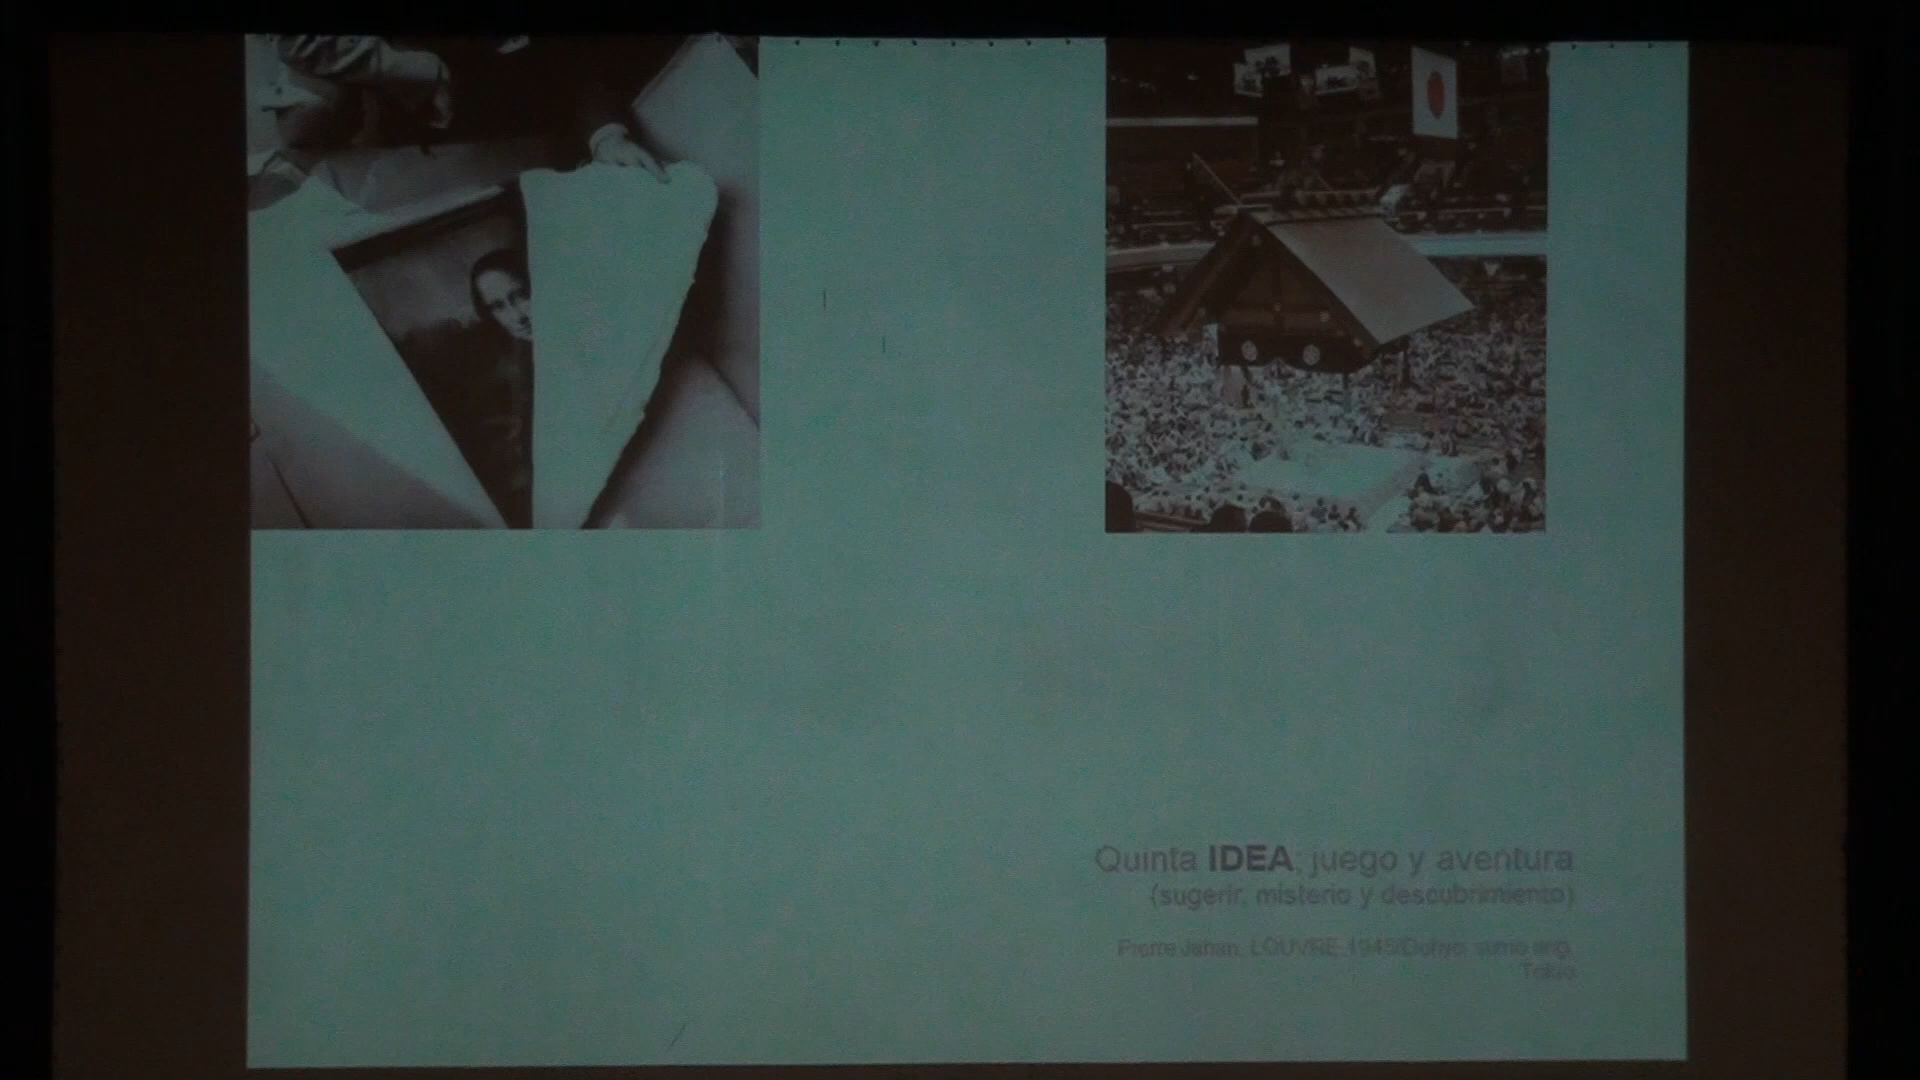 Quinta IDEA; juego y aventura
(sugerir, misterio y descubrimiento)
Pierre Jahan, LOUVRE 1945/Dohyo sumo ring.
Tokio